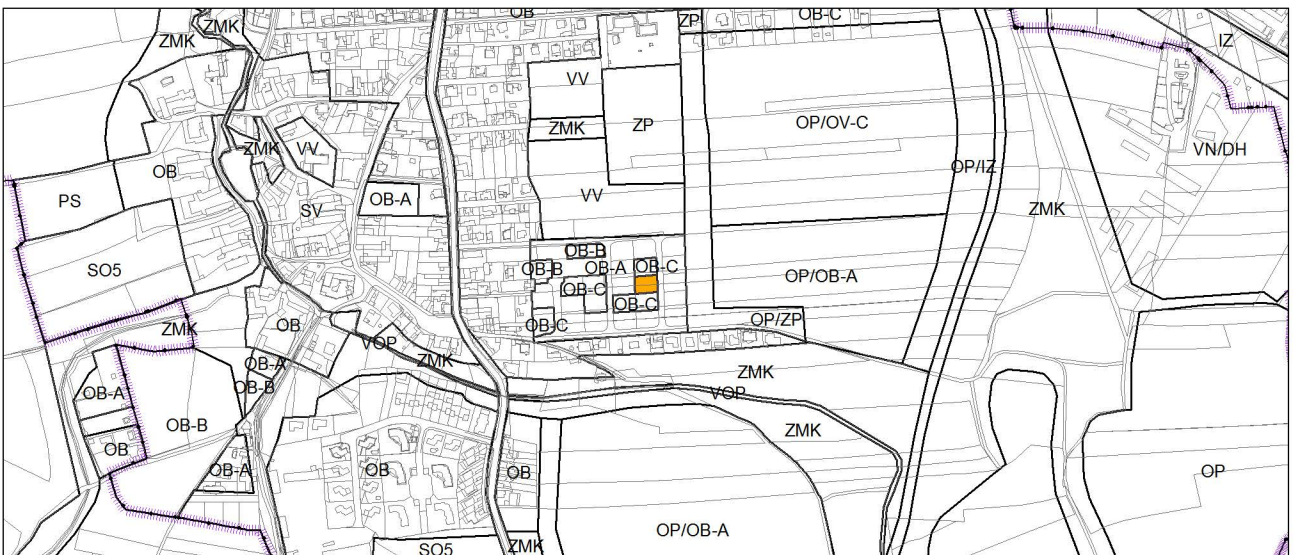 OB
ZP
OB-C
ZMK
ZMK
IZ
VV
ZMK
ZP
OP/OV-C
ZMK
VV
VN/DH
OB
OP/IZ
PS
OB-A
VV
SV
ZMK
OB-B
OB-B
OB-A
OB-C
SO5
OP/OB-A
OB-C
OB-C
OB-C
OP/ZP
ZMK
OB
VOP
ZMK
OB-A
ZMK
OB-B
OB-A
VOP
OB-B
ZMK
OB
OB-A
OB
OB
OP
OP/OB-A
SO5
ZMK